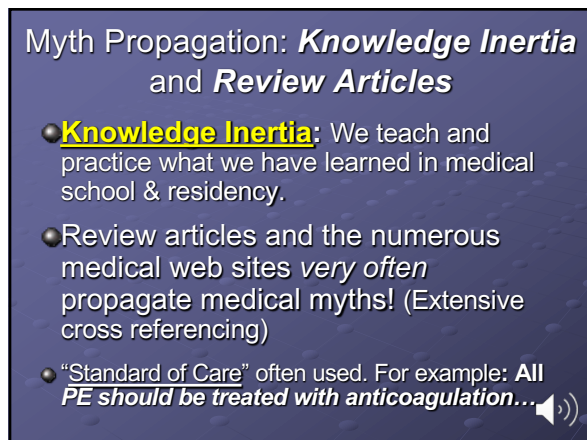 Myth Propagation: Knowledge Inertia
and Review Articles
Knowledge Inertia: We teach and
practice what we have learned in medical
school & residency.
Review articles and the numerous
medical web sites very often
propagate medical myths! (Extensive
cross referencing)
“Standard of Care” often used. For example: All
PE should be treated with anticoagulation…